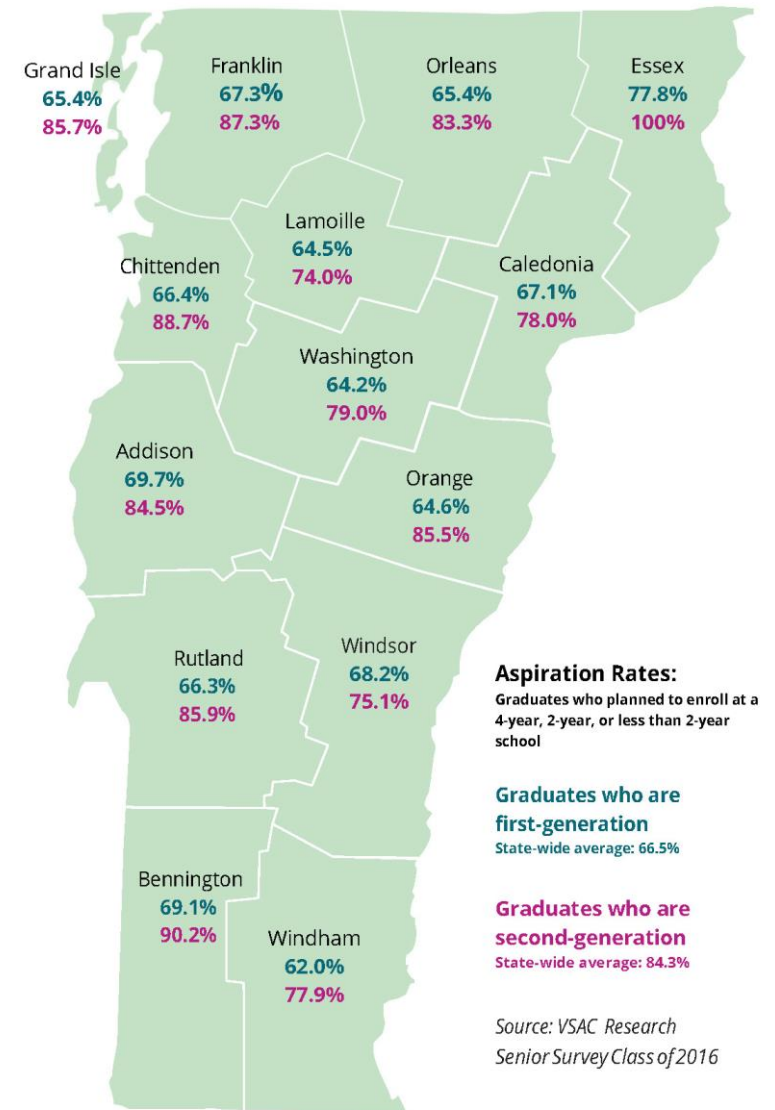 Grand Isle
65.4%
85.7%
Franklin
67.3%
87.3%
Orleans
65.4%
83.3%
Essex
77.8%
100%
Lamoille
64.5%
74.0%
Chittenden
66.4%
88.7%
Caledonia
67.1%
78.0%
Washington
64.2%
79.0%
Addison
69.7%
84.5%
Orange
64.6%
85.5%
Rutland
66.3%
85.9%
Windsor
68.2%
75.1%
Bennington
69.1%
90.2%
Windham
62.0%
77.9%
Aspiration Rates:
Graduates who planned to enroll at a
4-year, 2-year, or less than 2-year
school
Graduates who are
first-generation
State-wide average: 66.5%
Graduates who are
second-generation
State-wide average: 84.3%
Source: VSAC Research
Senior Survey Class of 2016